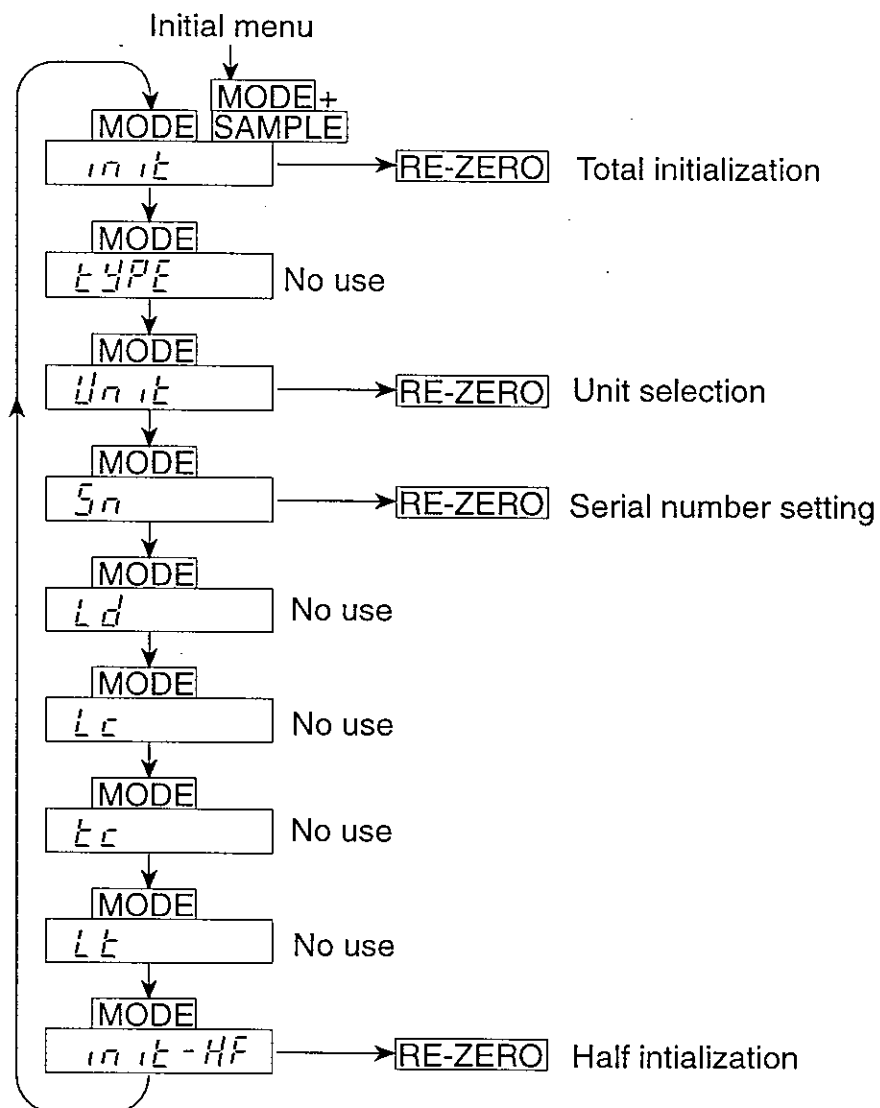 Initial menu
MODE+
MODE SAMPLE
init RE-ZERO Total initialization
MODE
tYPE No use
MODE
Unit RE-ZERO Unit selection
MODE
Sn RE-ZERO Serial number setting
MODE
Ld No use
MODE
Lc No use
MODE
tc No use
MODE
Lt No use
MODE
init-HF RE-ZERO Half intialization